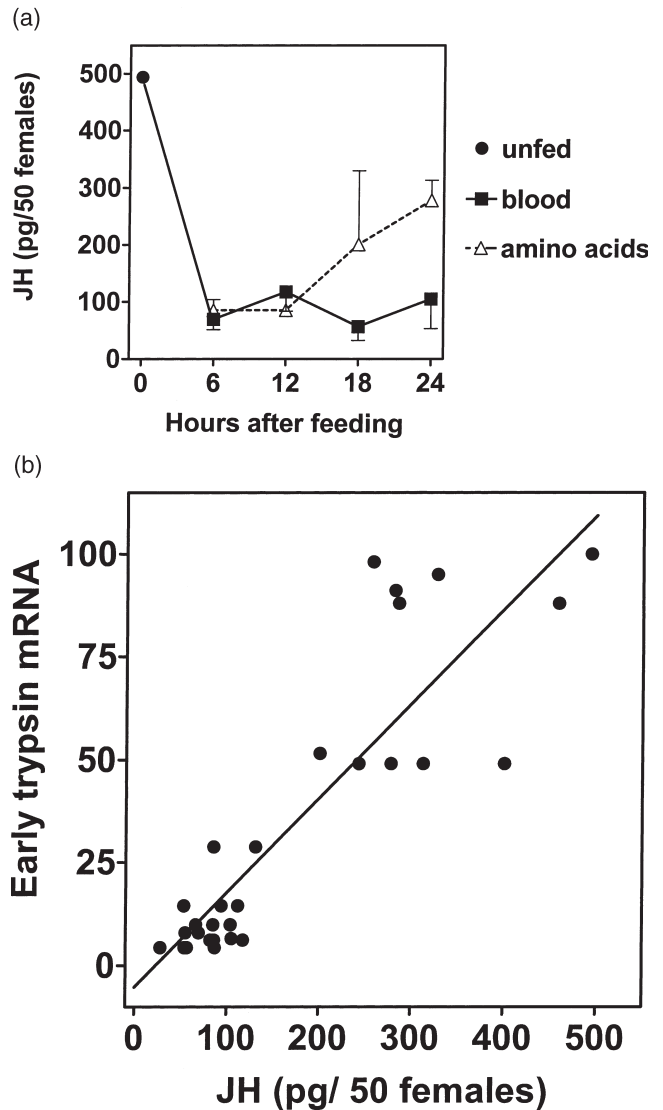 (a)
JH (pg/50 females)
500
400
300
200
100
0
0 6 12 18 24
Hours after feeding
unfed
blood
amino acids
(b)
Early trypsin mRNA
100
75
50
25
0
0 100 200 300 400 500
JH (pg/ 50 females)